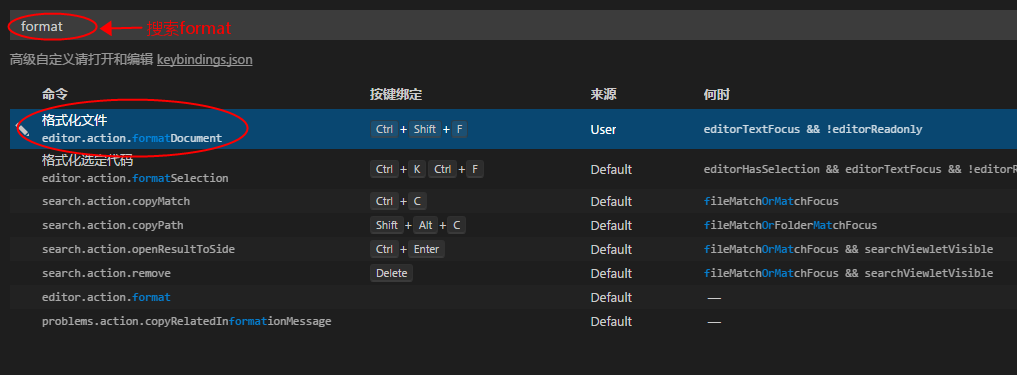 format
搜索format
高级自定义请打开和编辑 keybindings.json
命令 按键绑定 来源 何时
格式化文件
editor.action.formatDocument Ctrl + Shift + F User editorTextFocus && !editorReadonly
格式化选定代码
editor.action.formatSelection Ctrl + K Ctrl + F Default editorHasSelection && editorTextFocus && !editorR
search.action.copyMatch Ctrl + C Default fileMatchOrMatchFocus
search.action.copyPath Shift + Alt + C Default fileMatchOrFolderMatchFocus
search.action.openResultToSide Ctrl + Enter Default fileMatchOrMatchFocus && searchViewletVisible
search.action.remove Delete Default fileMatchOrMatchFocus && searchViewletVisible
editor.action.format Default —
problems.action.copyRelatedInformationMessage Default —